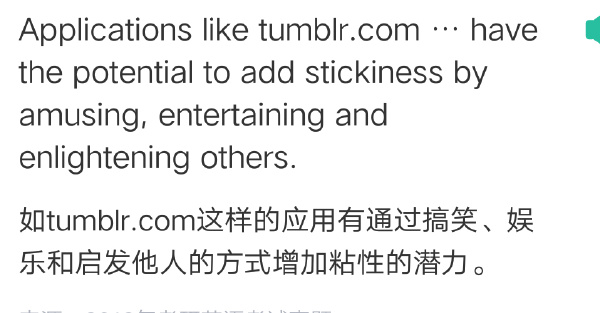 Applications like tumblr.com ··· have
the potential to add stickiness by
amusing, entertaining and
enlightening others.
如tumblr.com这样的应用有通过搞笑、娱
乐和启发他人的方式增加粘性的潜力。